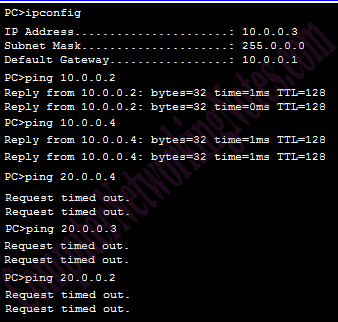 PC>ipconfig
IP Address......................: 10.0.0.3
Subnet Mask.....................: 255.0.0.0
Default Gateway.................: 10.0.0.1
PC>ping 10.0.0.2
Reply from 10.0.0.2: bytes=32 time=1ms TTL=128
Reply from 10.0.0.2: bytes=32 time=0ms TTL=128
PC>ping 10.0.0.4
Reply from 10.0.0.4: bytes=32 time=1ms TTL=128
Reply from 10.0.0.4: bytes=32 time=1ms TTL=128
PC>ping 20.0.0.4
Request timed out.
Request timed out.
PC>ping 20.0.0.3
Request timed out.
Request timed out.
PC>ping 20.0.0.2
Request timed out.
Request timed out.
ComputerNetworkingNotes.com